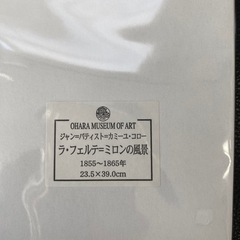 OHARA MUSEUM OF ART
ジャン=バティスト=カミーユ・コロー
ラ・フェルテ=ミロンの風景
1855〜1865年
23.5×39.0cm